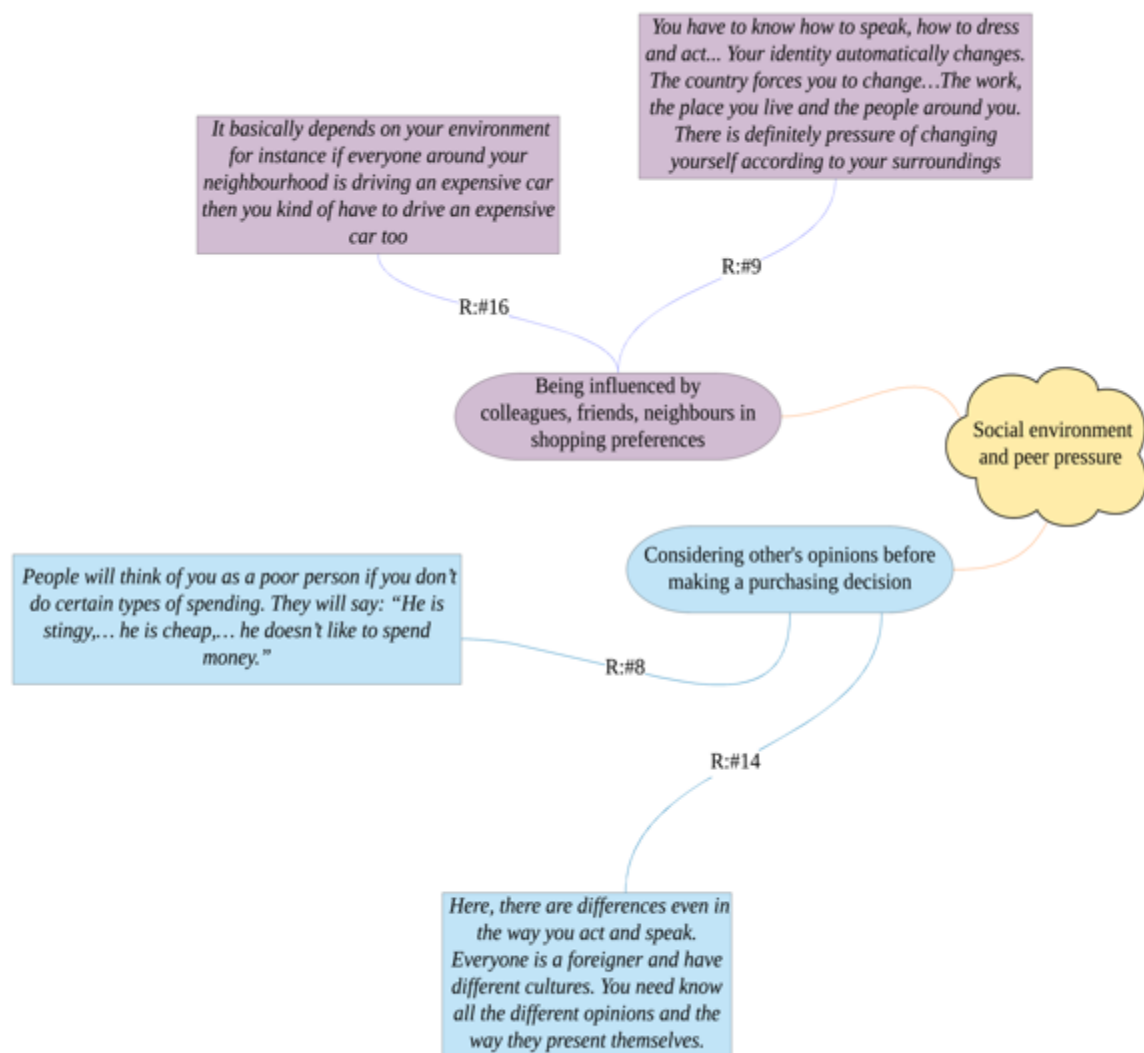 You have to know how to speak, how to dress
and act... Your identity automatically changes.
The country forces you to change…The work,
the place you live and the people around you.
There is definitely pressure of changing
yourself according to your surroundings
It basically depends on your environment
for instance if everyone around your
neighbourhood is driving an expensive car
then you kind of have to drive an expensive
car too
R:#9
R:#16
Being influenced by
colleagues, friends, neighbours in
shopping preferences
Social environment
and peer pressure
Considering other's opinions before
making a purchasing decision
People will think of you as a poor person if you don’t
do certain types of spending. They will say: “He is
stingy,… he is cheap,… he doesn’t like to spend
money.”
R:#8
R:#14
Here, there are differences even in
the way you act and speak.
Everyone is a foreigner and have
different cultures. You need know
all the different opinions and the
way they present themselves.